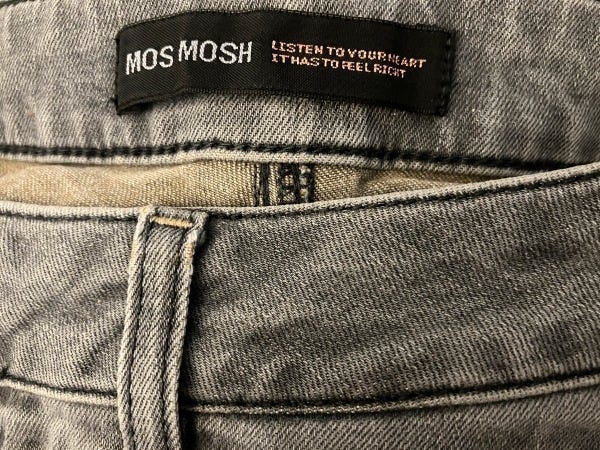 MOS MOSH
LISTEN TO YOUR HEART
IT HAS TO FEEL RIGHT